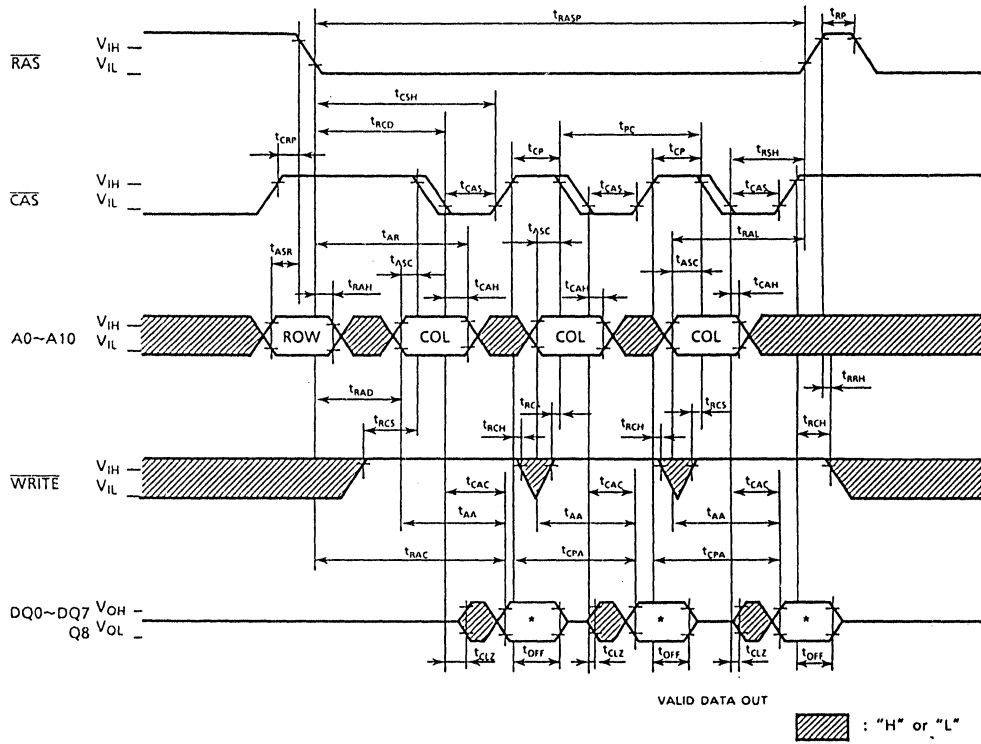 tRASP
tRP
RAS
VIH
VIL
tCSH
tCRP
tRCD
tPC
tCP
tCP
tRSH
CAS
VIH
VIL
tCAS
tCAS
tCAS
tASR
tAR
tASC
tRAL
tASC
tASC
tRAH
tCAH
tCAH
tCAH
A0~A10
VIH
VIL
ROW
COL
COL
COL
tRAD
tRCS
tRCS
tRCS
tRCH
tRCH
tRRH
tRCH
WRITE
VIH
VIL
tCAC
tCAC
tCAC
tAA
tAA
tAA
tRAC
tCPA
tCPA
DQ0~DQ7
Q8
VOH
VOL
*
*
*
tCLZ
tOFF
tCLZ
tOFF
tCLZ
tOFF
VALID DATA OUT
: "H" or "L"